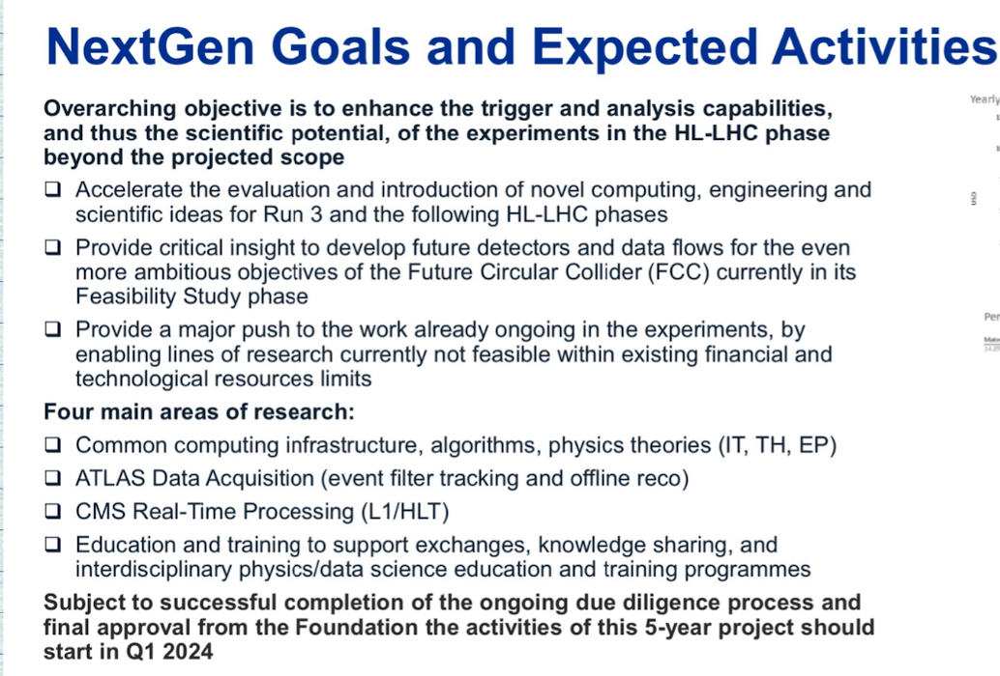 NextGen Goals and Expected Activities
Overarching objective is to enhance the trigger and analysis capabilities,
and thus the scientific potential, of the experiments in the HL-LHC phase
beyond the projected scope
❑ Accelerate the evaluation and introduction of novel computing, engineering and
scientific ideas for Run 3 and the following HL-LHC phases
❑ Provide critical insight to develop future detectors and data flows for the even
more ambitious objectives of the Future Circular Collider (FCC) currently in its
Feasibility Study phase
❑ Provide a major push to the work already ongoing in the experiments, by
enabling lines of research currently not feasible within existing financial and
technological resources limits
Four main areas of research:
❑ Common computing infrastructure, algorithms, physics theories (IT, TH, EP)
❑ ATLAS Data Acquisition (event filter tracking and offline reco)
❑ CMS Real-Time Processing (L1/HLT)
❑ Education and training to support exchanges, knowledge sharing, and
interdisciplinary physics/data science education and training programmes
Subject to successful completion of the ongoing due diligence process and
final approval from the Foundation the activities of this 5-year project should
start in Q1 2024
Yearly
USD
Per